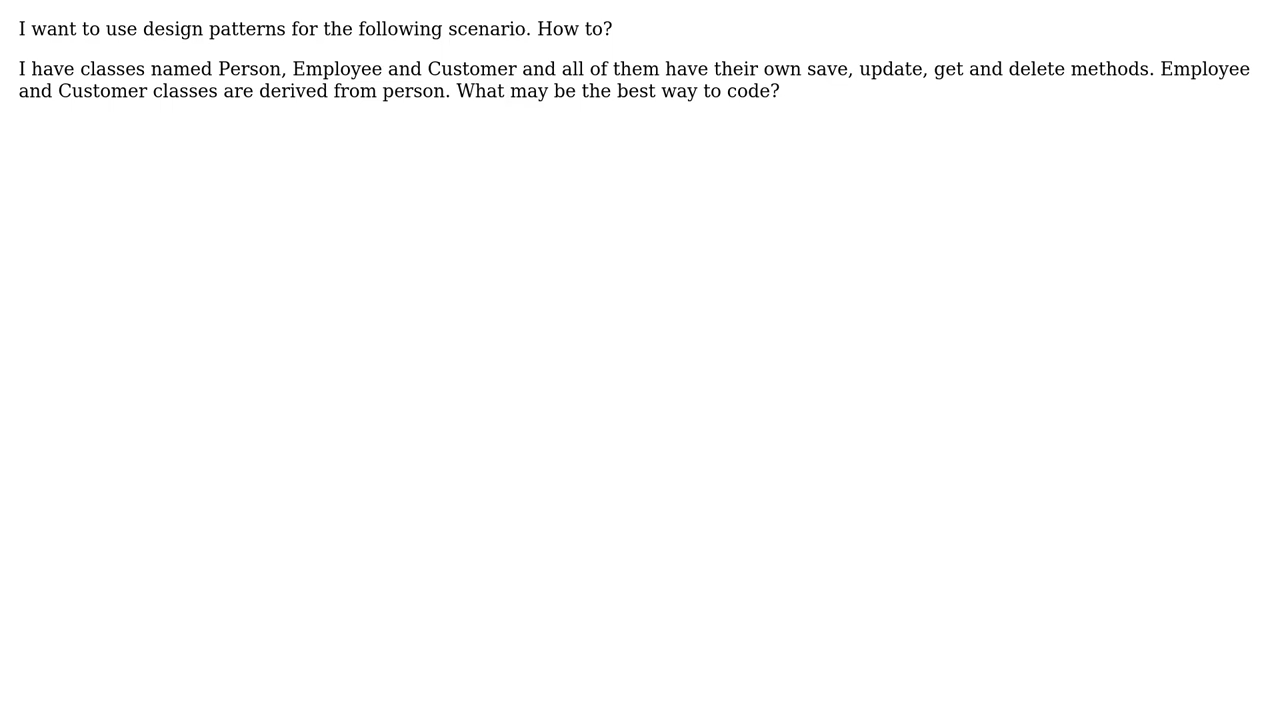 I want to use design patterns for the following scenario. How to?
I have classes named Person, Employee and Customer and all of them have their own save, update, get and delete methods. Employee
and Customer classes are derived from person. What may be the best way to code?